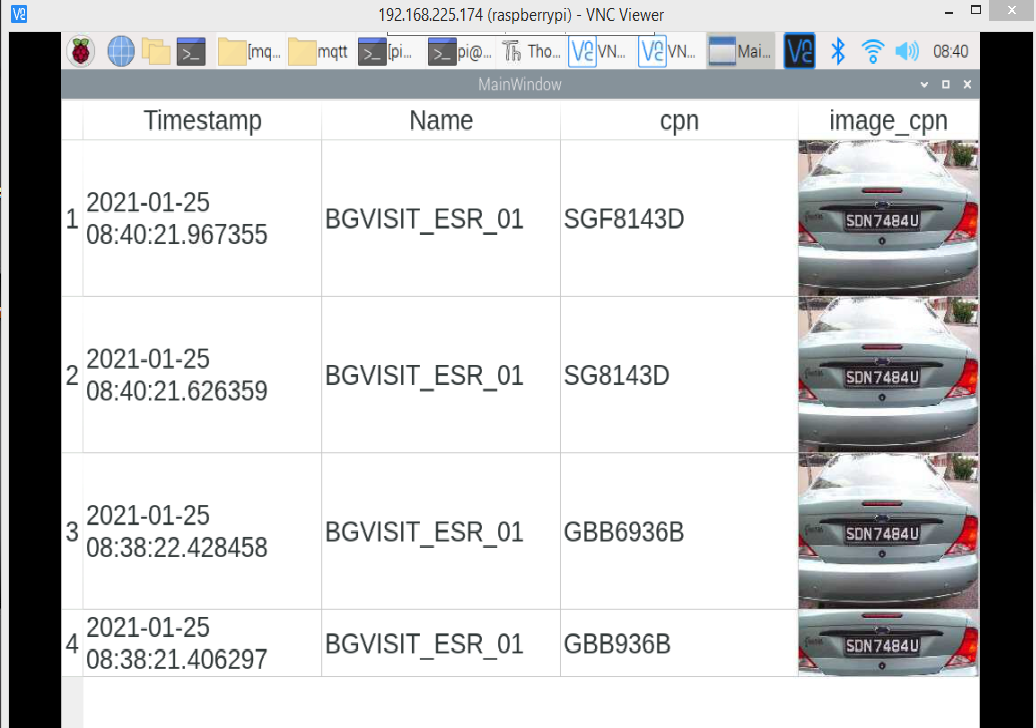 192.168.225.174 (raspberrypi) - VNC Viewer
[mq... mqtt [pi... pi@... Tho... VN... VN... Mai... 08:40
MainWindow
Timestamp Name cpn image_cpn
1 2021-01-25 08:40:21.967355 BGVISIT_ESR_01 SGF8143D SDN7484U
2 2021-01-25 08:40:21.626359 BGVISIT_ESR_01 SG8143D SDN7484U
3 2021-01-25 08:38:22.428458 BGVISIT_ESR_01 GBB6936B SDN7484U
4 2021-01-25 08:38:21.406297 BGVISIT_ESR_01 GBB936B SDN7484U